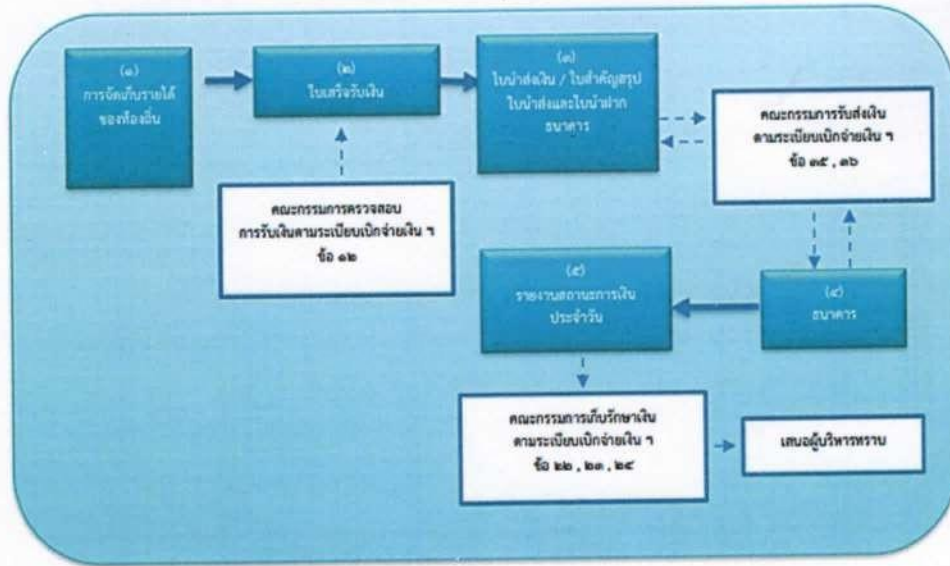 (๑)
การจัดเก็บรายได้
ของท้องถิ่น
(๒)
ใบเสร็จรับเงิน
(๓)
ใบนำส่งเงิน / ใบสำคัญสรุป
ใบนำส่งและใบนำฝาก
ธนาคาร
คณะกรรมการรับส่งเงิน
ตามระเบียบเบิกจ่ายเงิน ฯ
ข้อ ๓๕ , ๓๖
คณะกรรมการตรวจสอบ
การรับเงินตามระเบียบเบิกจ่ายเงิน ฯ
ข้อ ๑๒
(๕)
รายงานสถานะการเงิน
ประจำวัน
(๔)
ธนาคาร
คณะกรรมการเก็บรักษาเงิน
ตามระเบียบเบิกจ่ายเงิน ฯ
ข้อ ๒๒ , ๒๓ , ๒๔
เสนอผู้บริหารทราบ